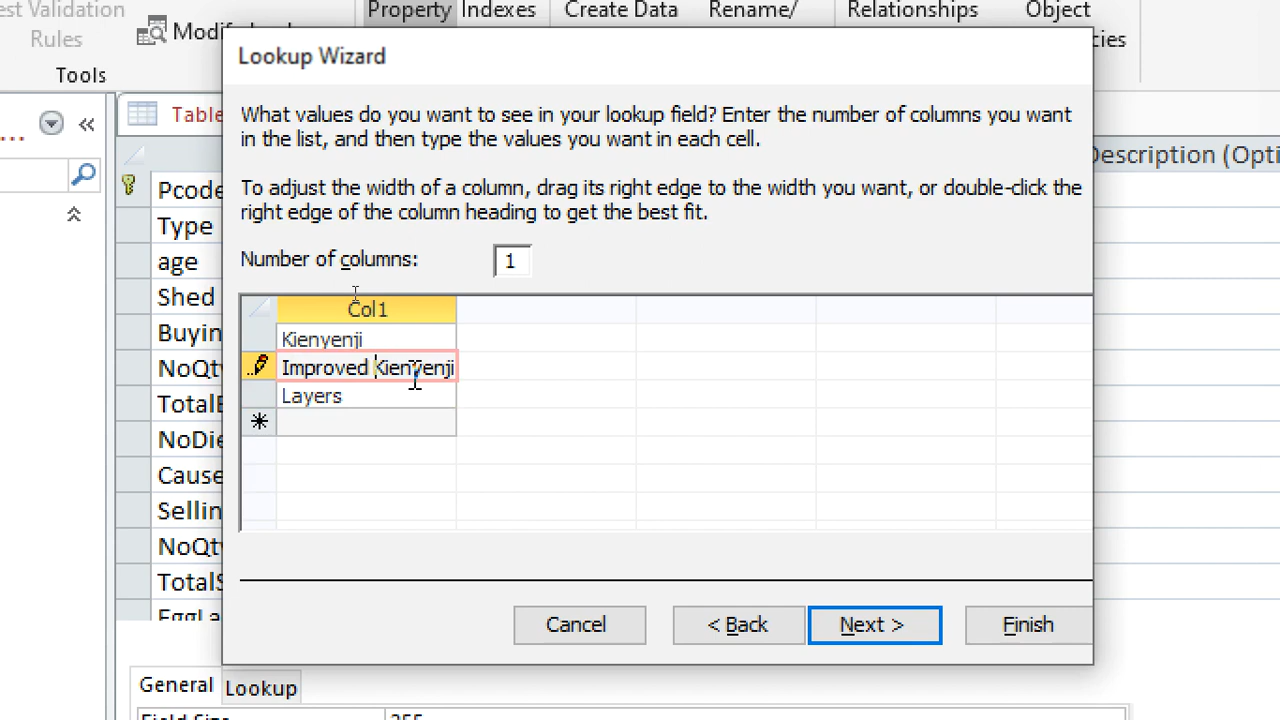 est Validation
Rules
Property
Indexes
Create Data
Rename/
Relationships
Object
Tools
Lookup Wizard
What values do you want to see in your lookup field? Enter the number of columns you want
in the list, and then type the values you want in each cell.
To adjust the width of a column, drag its right edge to the width you want, or double-click the
right edge of the column heading to get the best fit.
Number of columns: 1
Col1
Kienyenji
Improved Kienyenji
Layers
Cancel
< Back
Next >
Finish
Table
Description (Opti
Pcode
Type
age
Shed
Buyin
NoQt
TotalE
NoDie
Cause
Sellin
NoQt
TotalS
General
Lookup
Field Size
255